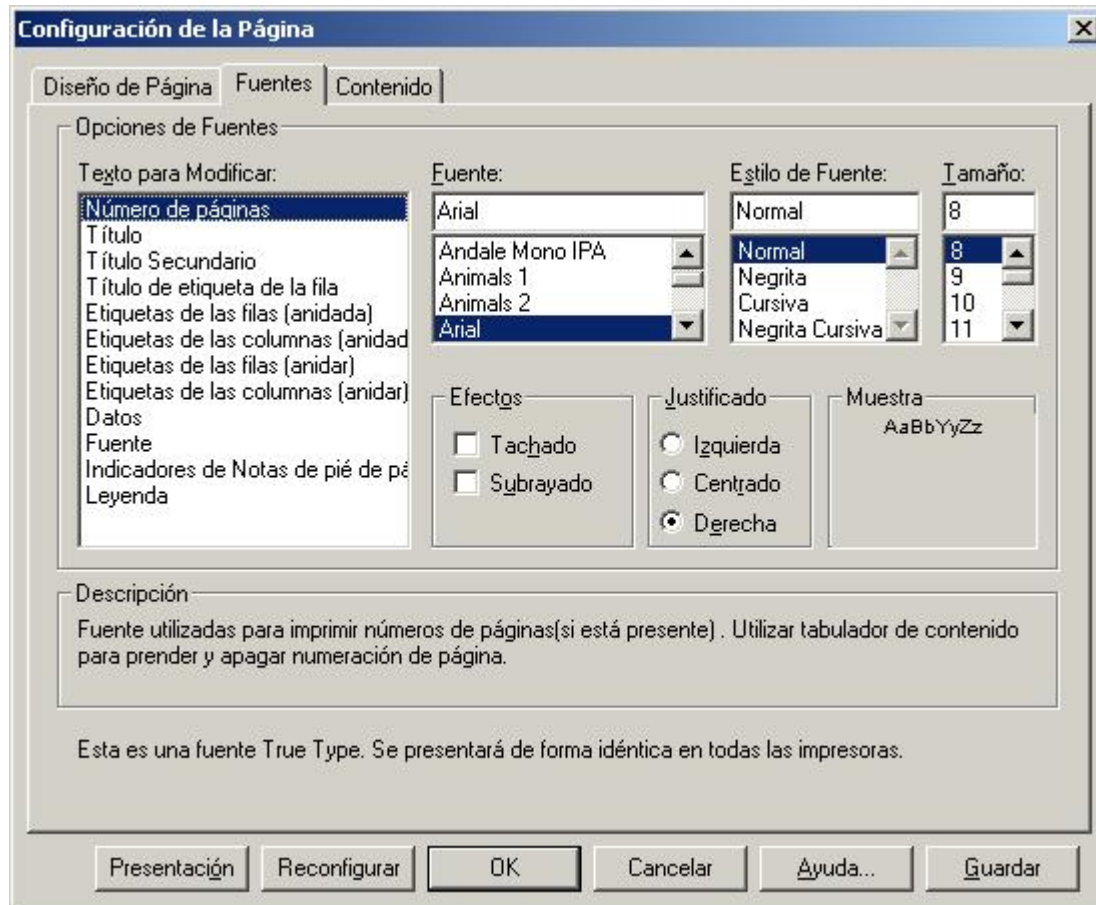 Configuración de la Página
Diseño de Página Fuentes Contenido
Opciones de Fuentes
Texto para Modificar: Fuente: Estilo de Fuente: Tamaño:
Número de páginas
Título
Título Secundario
Título de etiqueta de la fila
Etiquetas de las filas (anidada)
Etiquetas de las columnas (anidad
Etiquetas de las filas (anidar)
Etiquetas de las columnas (anidar)
Datos
Fuente
Indicadores de Notas de pié de pá
Leyenda
Arial
Andale Mono IPA
Animals 1
Animals 2
Arial
Normal
Normal
Negrita
Cursiva
Negrita Cursiva
8
8
9
10
11
Efectos
Tachado
Subrayado
Justificado
Izquierda
Centrado
Derecha
Muestra
AaBbYyZz
Descripción
Fuente utilizadas para imprimir números de páginas(si está presente) . Utilizar tabulador de contenido
para prender y apagar numeración de página.
Esta es una fuente True Type. Se presentará de forma idéntica en todas las impresoras.
Presentación Reconfigurar OK Cancelar Ayuda... Guardar